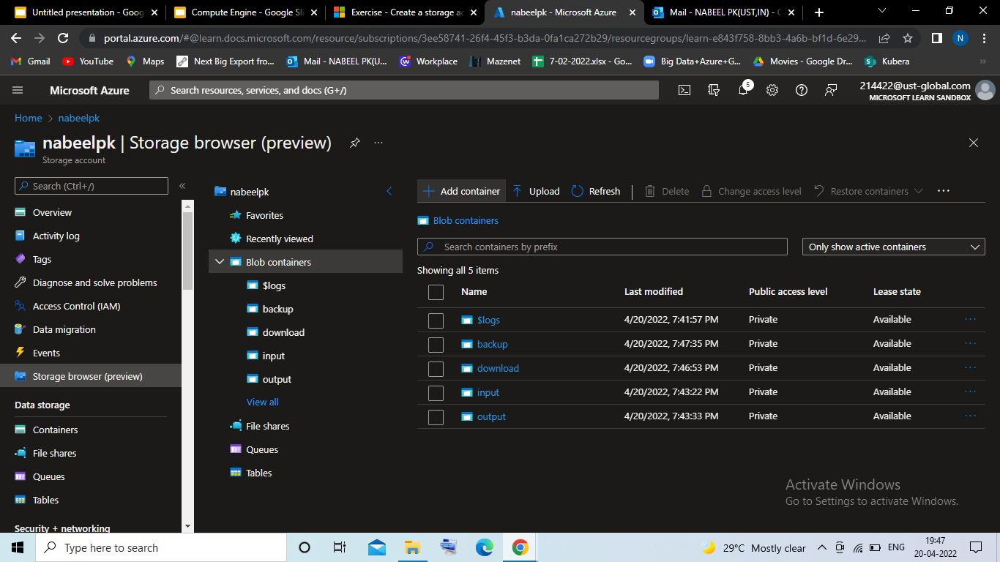 Untitled presentation - Goog
Compute Engine - Google Sli
Exercise - Create a storage ac
nabeelpk - Microsoft Azure
Mail - NABEEL PK(UST,IN) - O
portal.azure.com/#@learn.docs.microsoft.com/resource/subscriptions/3ee58741-26f4-45f3-b3da-0fa1ca272b29/resourcegroups/learn-e843f758-8bb3-4a6b-bf1d-6e29...
N
Gmail
YouTube
Maps
Next Big Export fro...
Mail - NABEEL PK(U...
Workplace
Mazenet
7-02-2022.xlsx - Go...
Big Data+Azure+G...
Movies - Google Dr...
Kubera
»
Microsoft Azure
Search resources, services, and docs (G+/)
5
214422@ust-global.com
MICROSOFT LEARN SANDBOX
Home > nabeelpk
nabeelpk | Storage browser (preview)
Storage account
Search (Ctrl+/)
Overview
Activity log
Tags
Diagnose and solve problems
Access Control (IAM)
Data migration
Events
Storage browser (preview)
Data storage
Containers
File shares
Queues
Tables
Security + networking
nabeelpk
Favorites
Recently viewed
Blob containers
$logs
backup
download
input
output
View all
File shares
Queues
Tables
Add container
Upload
Refresh
Delete
Change access level
Restore containers
Blob containers
Search containers by prefix
Only show active containers
Showing all 5 items
Name Last modified Public access level Lease state
$logs 4/20/2022, 7:41:57 PM Private Available
backup 4/20/2022, 7:47:35 PM Private Available
download 4/20/2022, 7:46:53 PM Private Available
input 4/20/2022, 7:43:22 PM Private Available
output 4/20/2022, 7:43:33 PM Private Available
Activate Windows
Go to Settings to activate Windows.
Type here to search
29°C Mostly clear
ENG
19:47
20-04-2022